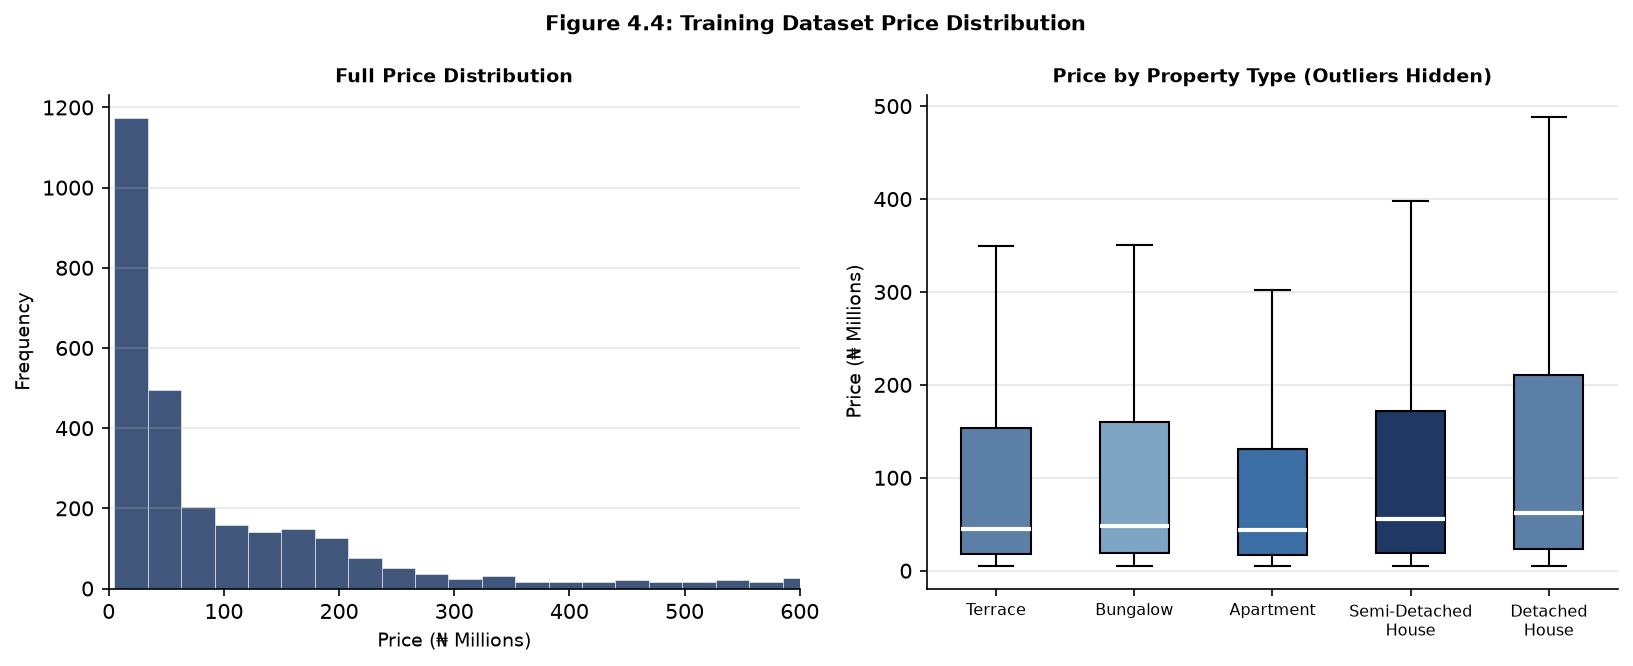 Figure 4.4: Training Dataset Price Distribution
Full Price Distribution
1200
1000
800
600
400
200
0
Frequency
0 100 200 300 400 500 600
Price (₦ Millions)
Price by Property Type (Outliers Hidden)
500
400
300
200
100
0
Price (₦ Millions)
Terrace Bungalow Apartment Semi-Detached Detached
House House